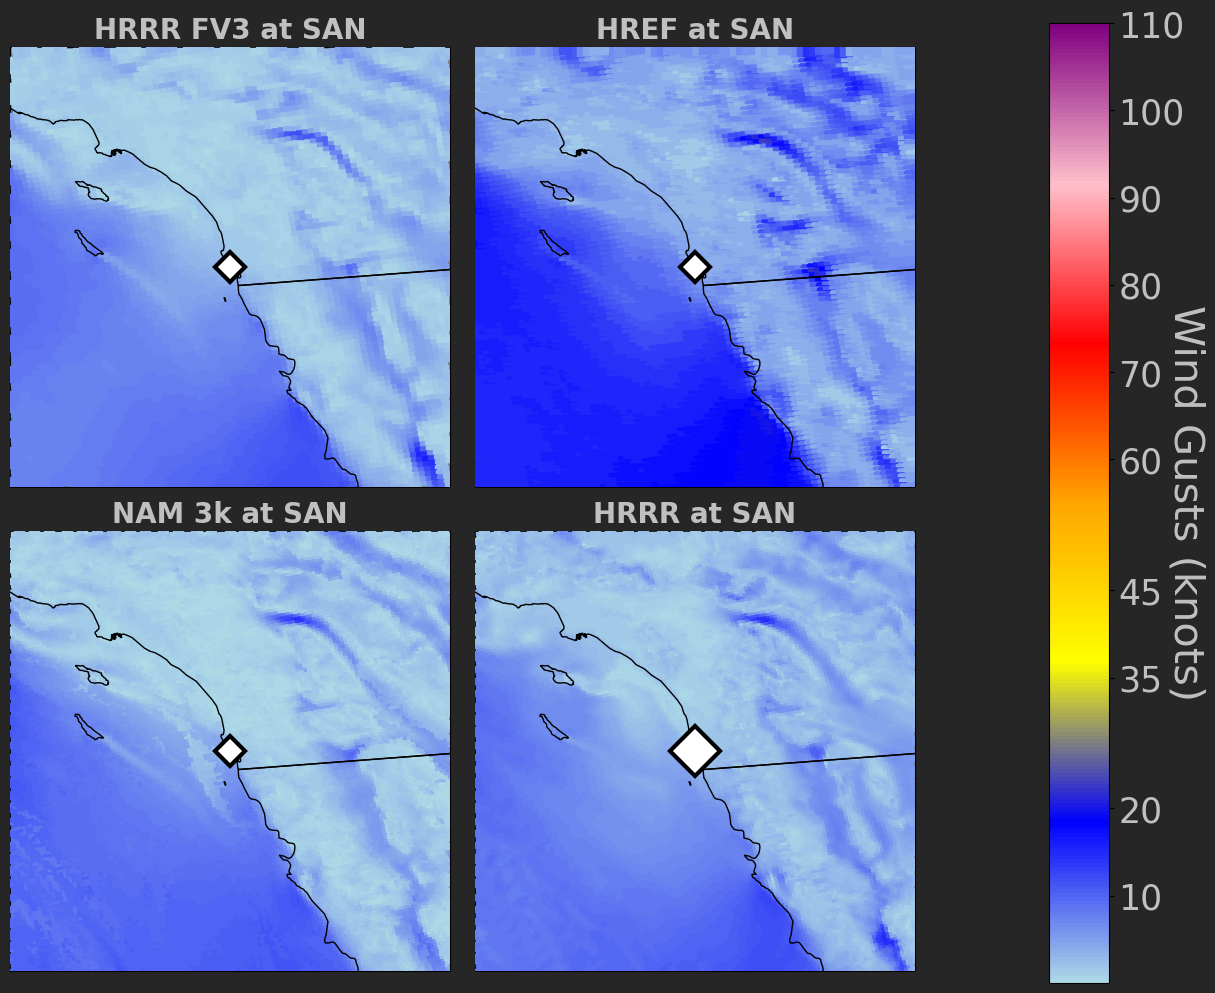 HRRR FV3 at SAN
HREF at SAN
NAM 3k at SAN
HRRR at SAN
110
100
90
80
70
60
45
35
20
10
Wind Gusts (knots)